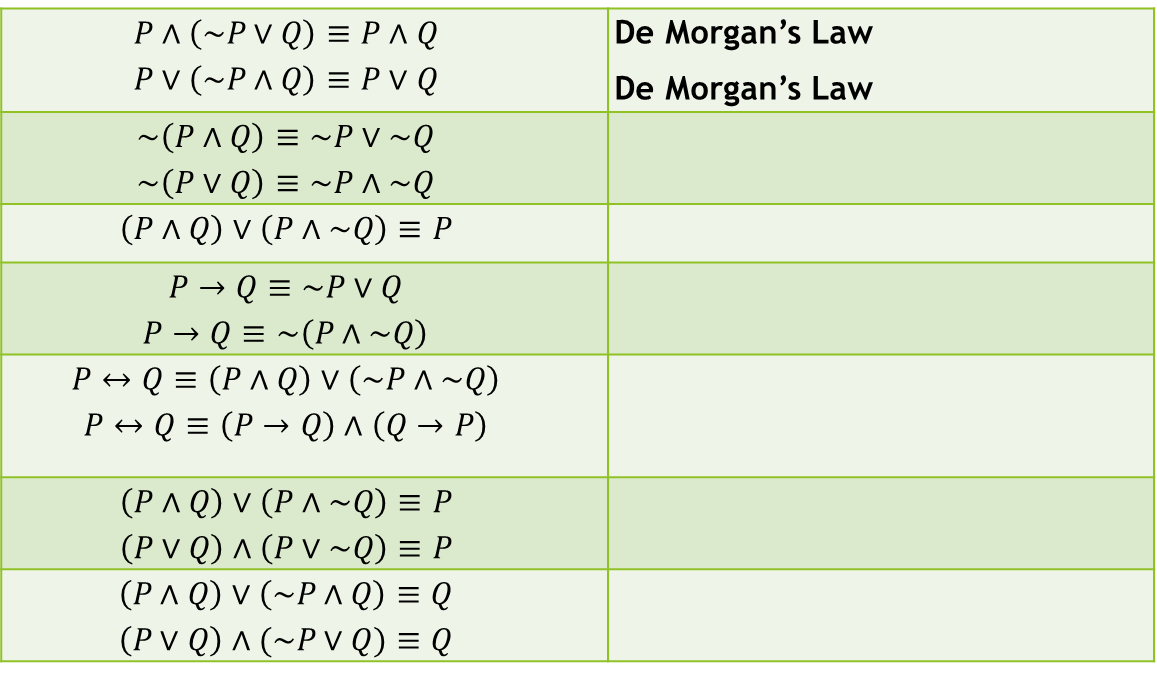 P ∧ (~P ∨ Q) ≡ P ∧ Q
De Morgan’s Law
P ∨ (~P ∧ Q) ≡ P ∨ Q
De Morgan’s Law
~(P ∧ Q) ≡ ~P ∨ ~Q
~(P ∨ Q) ≡ ~P ∧ ~Q
(P ∧ Q) ∨ (P ∧ ~Q) ≡ P
P → Q ≡ ~P ∨ Q
P → Q ≡ ~(P ∧ ~Q)
P ↔ Q ≡ (P ∧ Q) ∨ (~P ∧ ~Q)
P ↔ Q ≡ (P → Q) ∧ (Q → P)
(P ∧ Q) ∨ (P ∧ ~Q) ≡ P
(P ∨ Q) ∧ (P ∨ ~Q) ≡ P
(P ∧ Q) ∨ (~P ∧ Q) ≡ Q
(P ∨ Q) ∧ (~P ∨ Q) ≡ Q